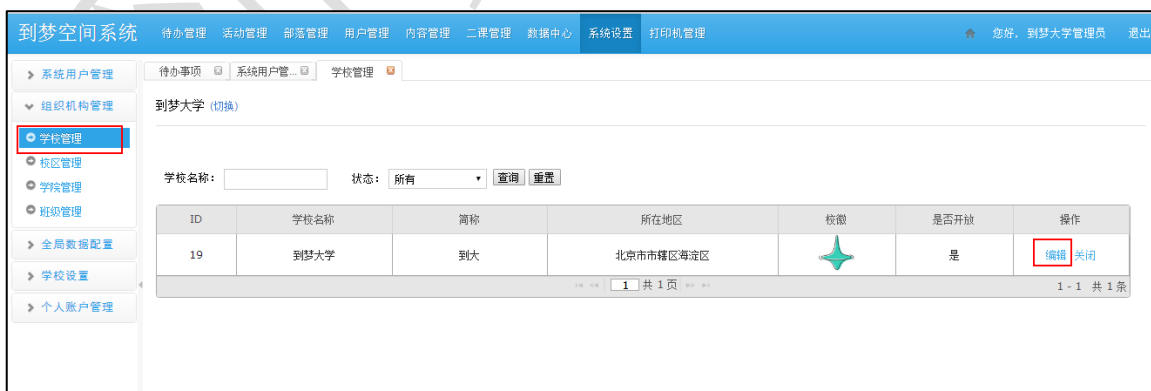 到梦空间系统 待办管理 活动管理 部落管理 用户管理 内容管理 二课管理 数据中心 系统设置 打印机管理 您好，到梦大学管理员 退出
系统用户管理
组织机构管理
学校管理
校区管理
学院管理
班级管理
全局数据配置
学校设置
个人账户管理
待办事项 系统用户管... 学校管理
到梦大学 (切换)
学校名称： 状态： 所有 查询 重置
ID 学校名称 简称 所在地区 校徽 是否开放 操作
19 到梦大学 到大 北京市市辖区海淀区 是 编辑 关闭
1 共 1 页 1 - 1 共 1 条